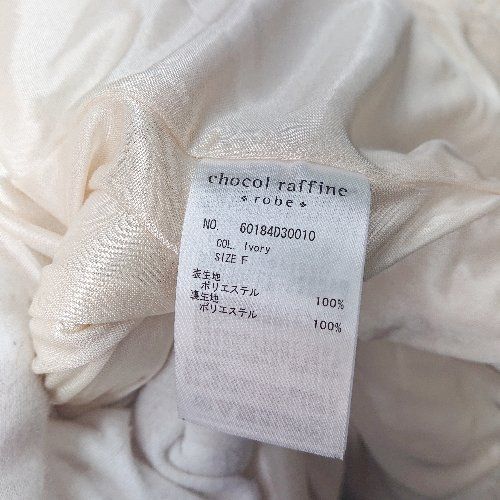 chocol raffine
robe
NO. 60184D30010
COL. Ivory
SIZE F
表生地
ポリエステル 100%
裏生地
ポリエステル 100%